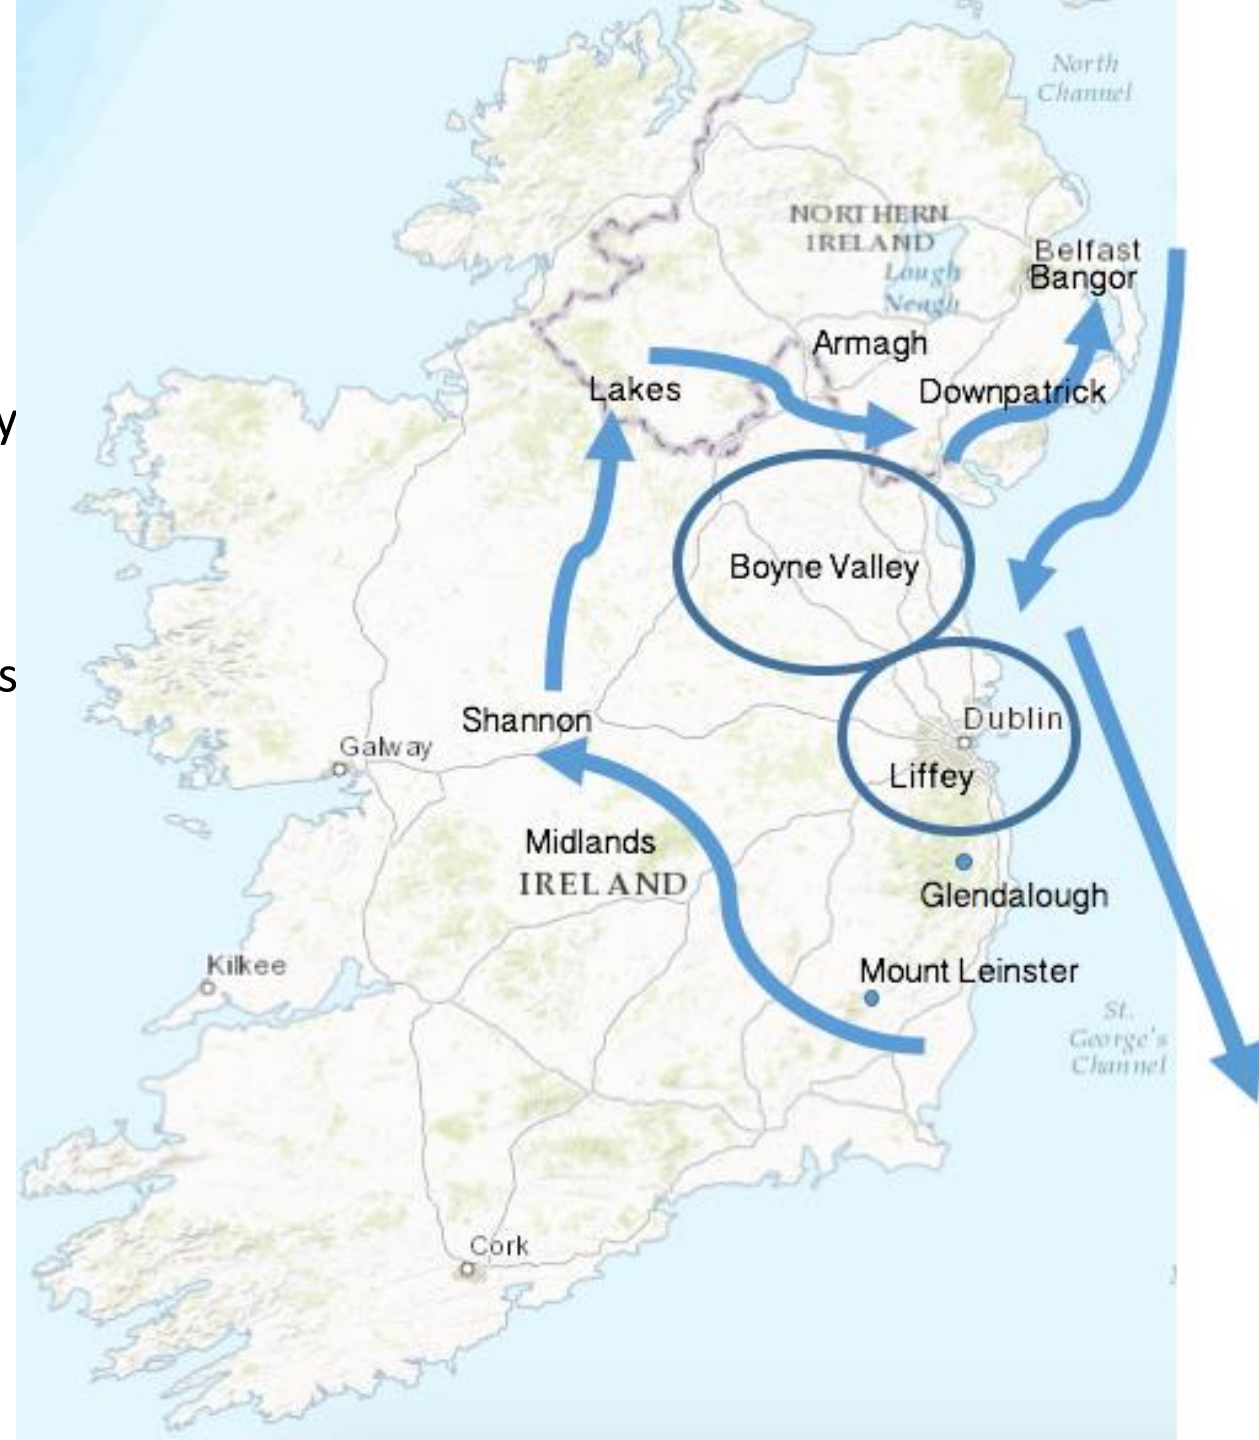 North
Channel
NORTHERN
IRELAND
Belfast
Lough
Neagh
Bangor
Armagh
Lakes
Downpatrick
y
Boyne Valley
s
Shannon
Dublin
Galway
Liffey
Midlands
IRELAND
Glendalough
Kilkee
Mount Leinster
St.
George's
Channel
Cork